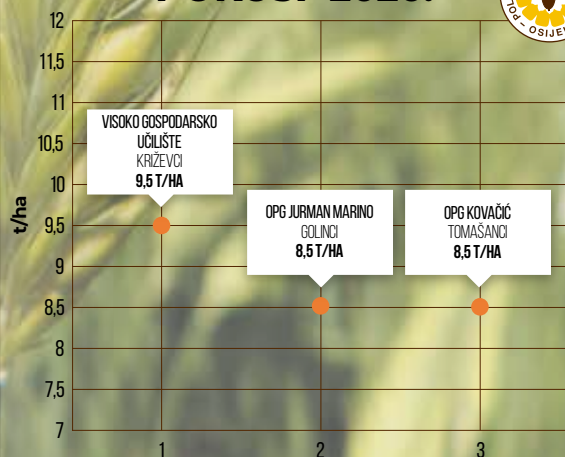 12
11,5
11
10,5
10
9,5
9
8,5
8
7,5
7
t/ha
VISOKO GOSPODARSKO
UČILIŠTE
KRIŽEVCI
9,5 T/HA
OPG JURMAN MARINO
GOLINCI
8,5 T/HA
OPG KOVAČIĆ
TOMAŠANCI
8,5 T/HA
1
2
3